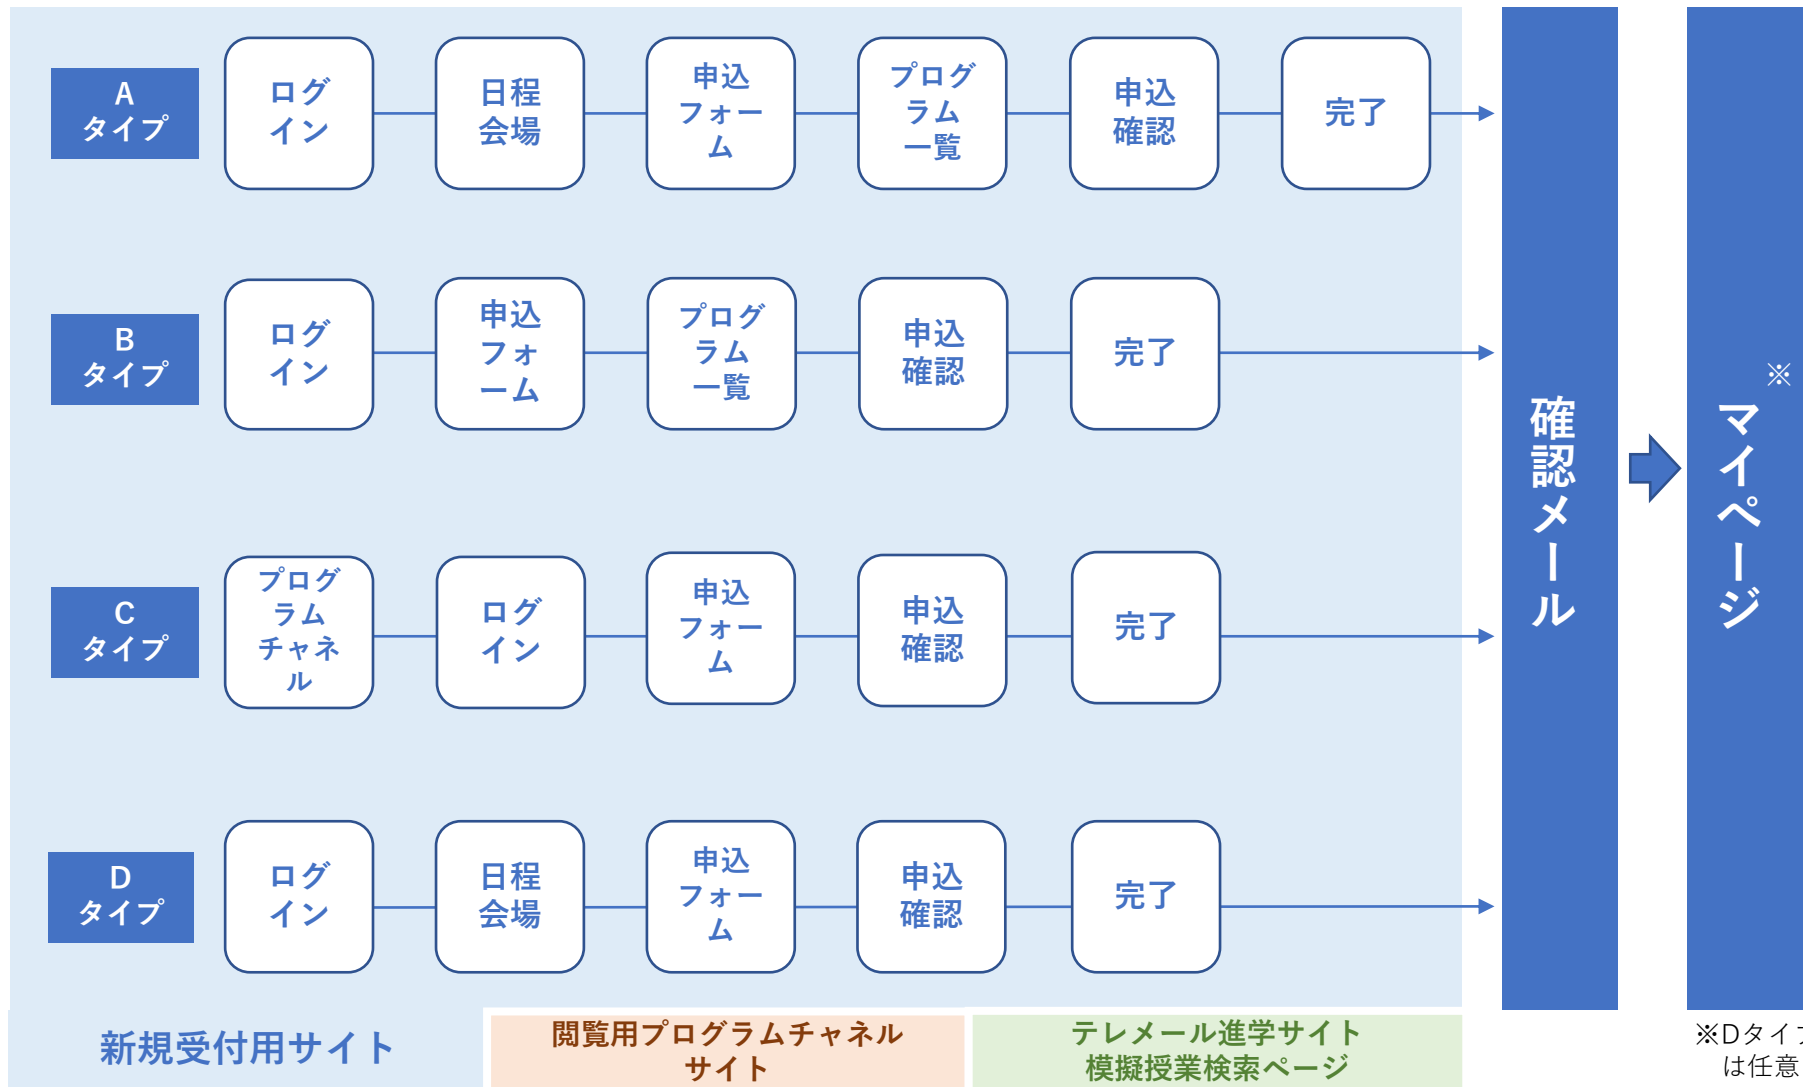 A
タイプ
ログ
イン
日程
会場
申込
フォー
ム
プログ
ラム
一覧
申込
確認
完了
B
タイプ
ログ
イン
申込
フォ
ーム
プログ
ラム
一覧
申込
確認
完了
C
タイプ
プログ
ラム
チャネ
ル
ログ
イン
申込
フォー
ム
申込
確認
完了
D
タイプ
ログ
イン
日程
会場
申込
フォー
ム
申込
確認
完了
確認メール
※
マイページ
新規受付用サイト
閲覧用プログラムチャネル
サイト
テレメール進学サイト
模擬授業検索ページ
※Dタイプ
は任意